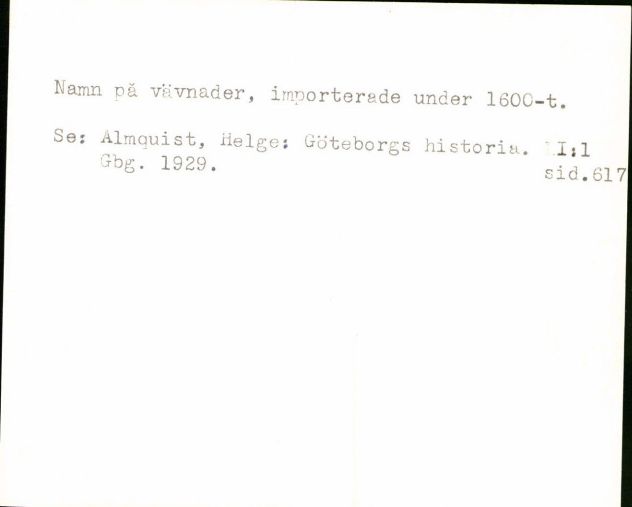 Namn på vävnader, importerade under 1600-t.
Se: Almquist, Helge: Göteborgs historia. I:1
Gbg. 1929. sid.617